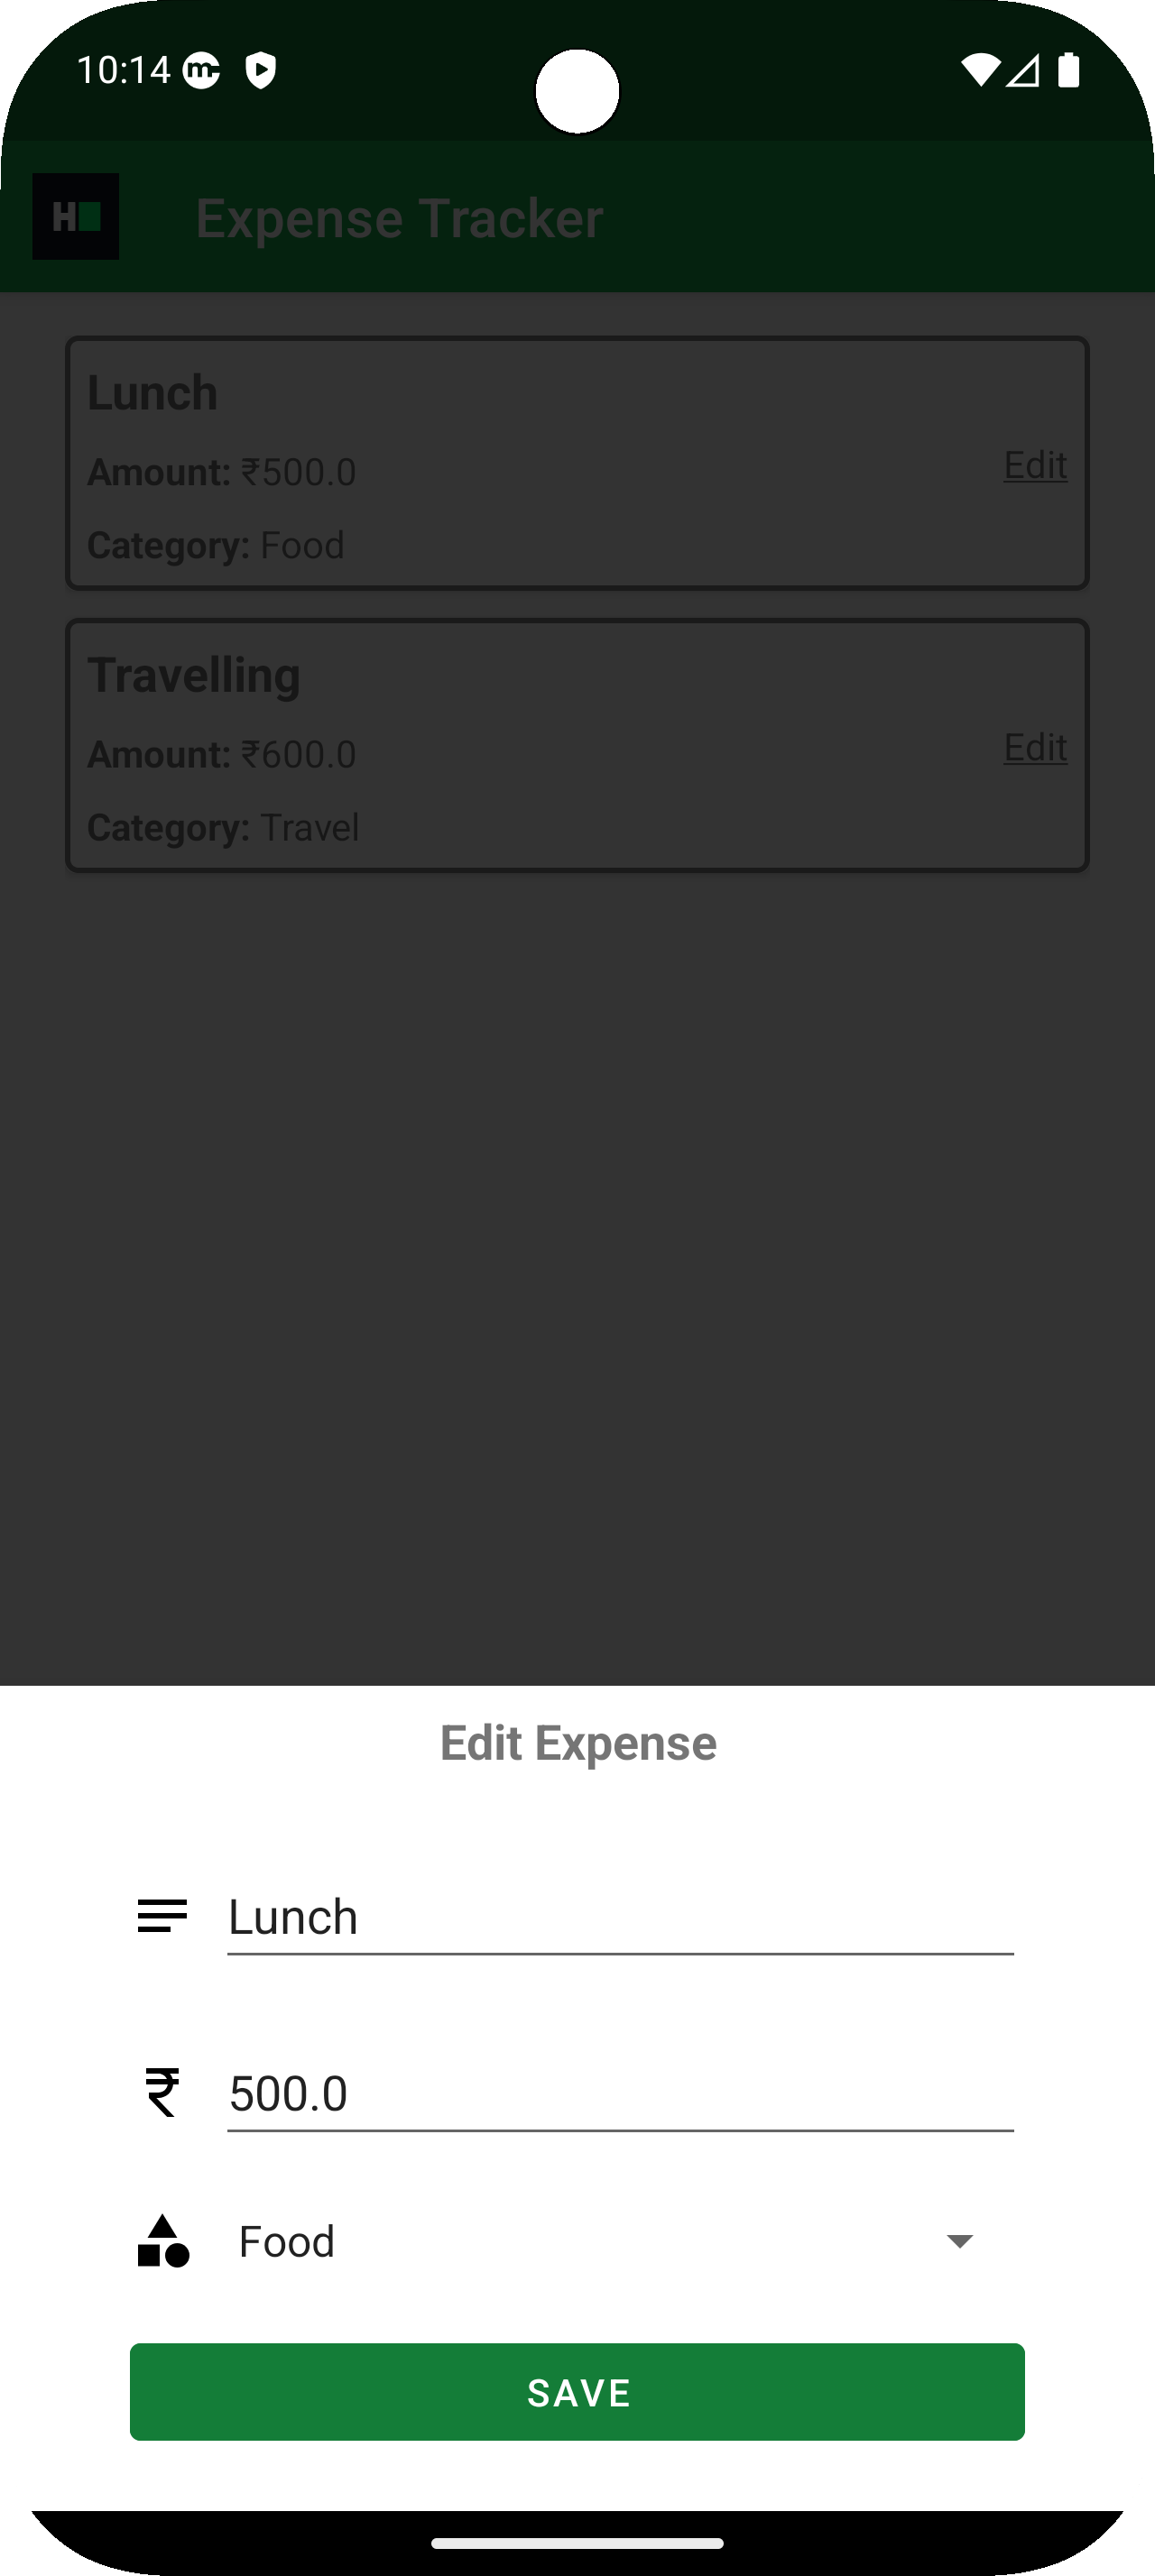 10:14
H
Expense Tracker
Lunch
Amount: ₹500.0
Edit
Category: Food
Travelling
Amount: ₹600.0
Edit
Category: Travel
Edit Expense
Lunch
₹ 500.0
Food
SAVE